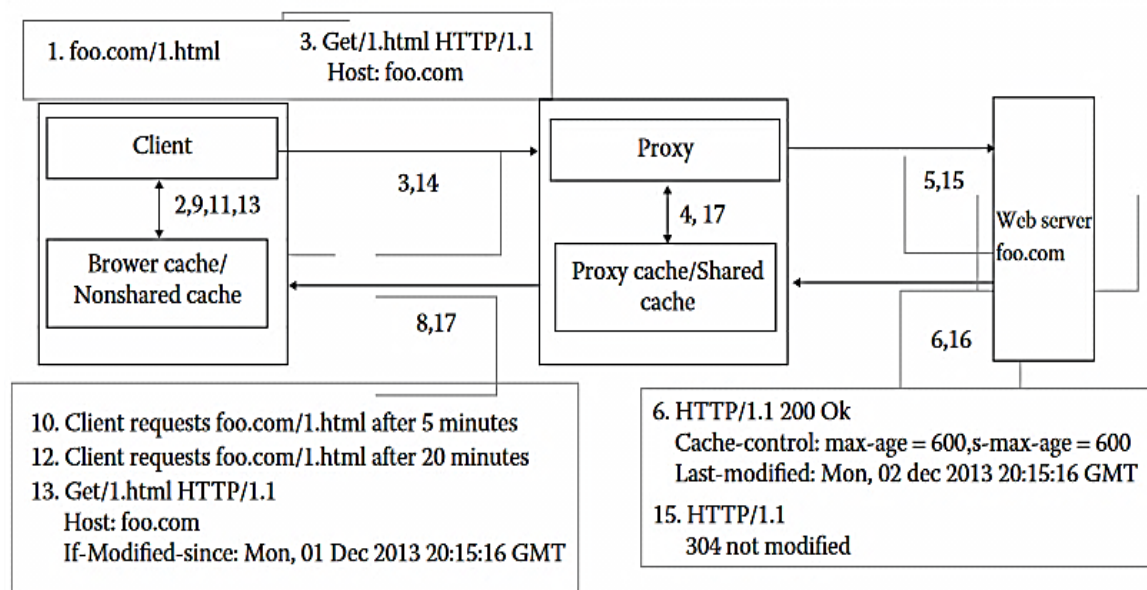 1. foo.com/1.html
3. Get/1.html HTTP/1.1
Host: foo.com
Client
Proxy
3,14
5,15
2,9,11,13
4, 17
Web server
foo.com
Brower cache/
Nonshared cache
Proxy cache/Shared
cache
8,17
6,16
10. Client requests foo.com/1.html after 5 minutes
12. Client requests foo.com/1.html after 20 minutes
13. Get/1.html HTTP/1.1
Host: foo.com
If-Modified-since: Mon, 01 Dec 2013 20:15:16 GMT
6. HTTP/1.1 200 Ok
Cache-control: max-age = 600,s-max-age = 600
Last-modified: Mon, 02 dec 2013 20:15:16 GMT
15. HTTP/1.1
304 not modified